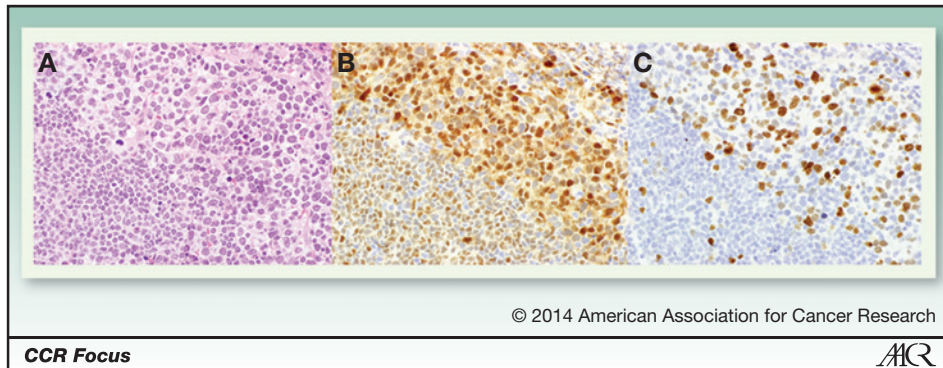 A B C
© 2014 American Association for Cancer Research
CCR Focus AACR